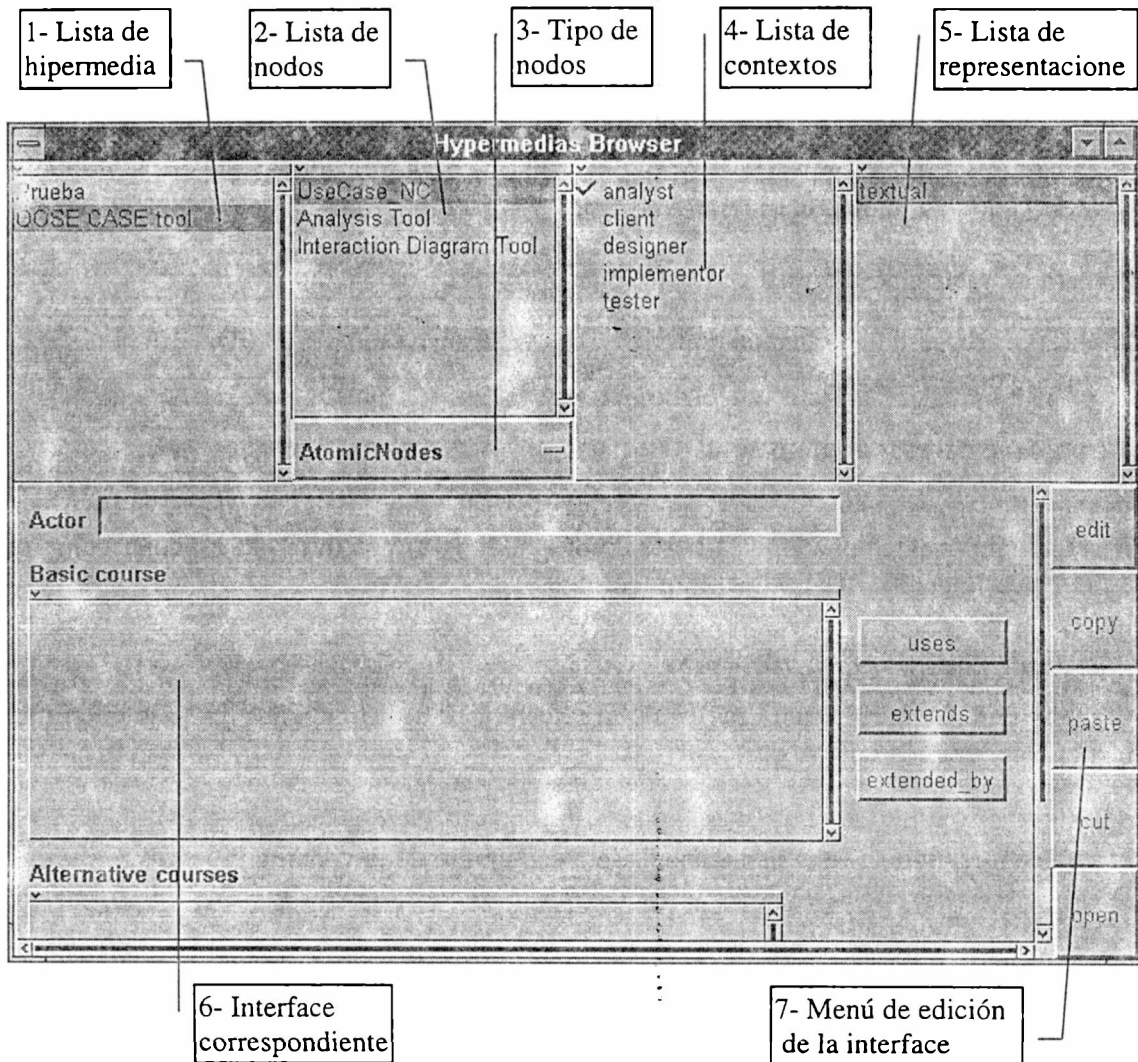 1- Lista de
hipermedia
2- Lista de
nodos
3- Tipo de
nodos
4- Lista de
contextos
5- Lista de
representacione
Hypermedias Browser
Prueba
OOSE CASE tool
UseCase_NC
Analysis Tool
Interaction Diagram Tool
AtomicNodes
analyst
client
designer
implementor
tester
textual
Actor
Basic course
uses
extends
extended_by
Alternative courses
edit
copy
paste
cut
open
6- Interface
correspondiente
7- Menú de edición
de la interface